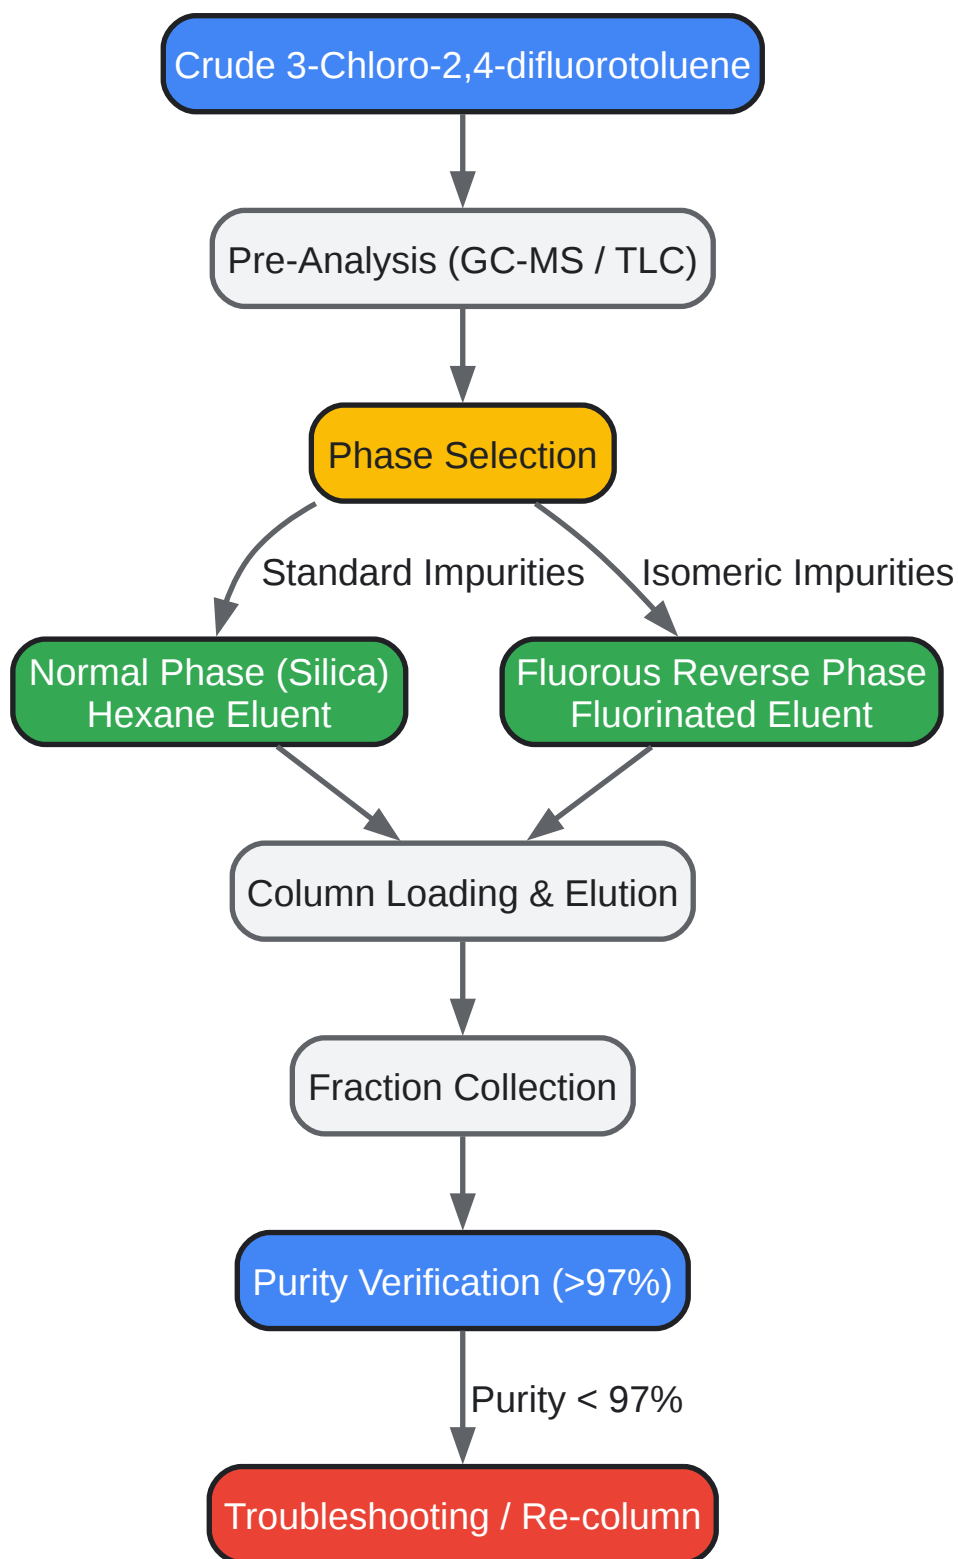 Crude 3-Chloro-2,4-difluorotoluene
Pre-Analysis (GC-MS / TLC)
Phase Selection
Standard Impurities
Isomeric Impurities
Normal Phase (Silica)
Hexane Eluent
Fluorous Reverse Phase
Fluorinated Eluent
Column Loading & Elution
Fraction Collection
Purity Verification (>97%)
Purity < 97%
Troubleshooting / Re-column